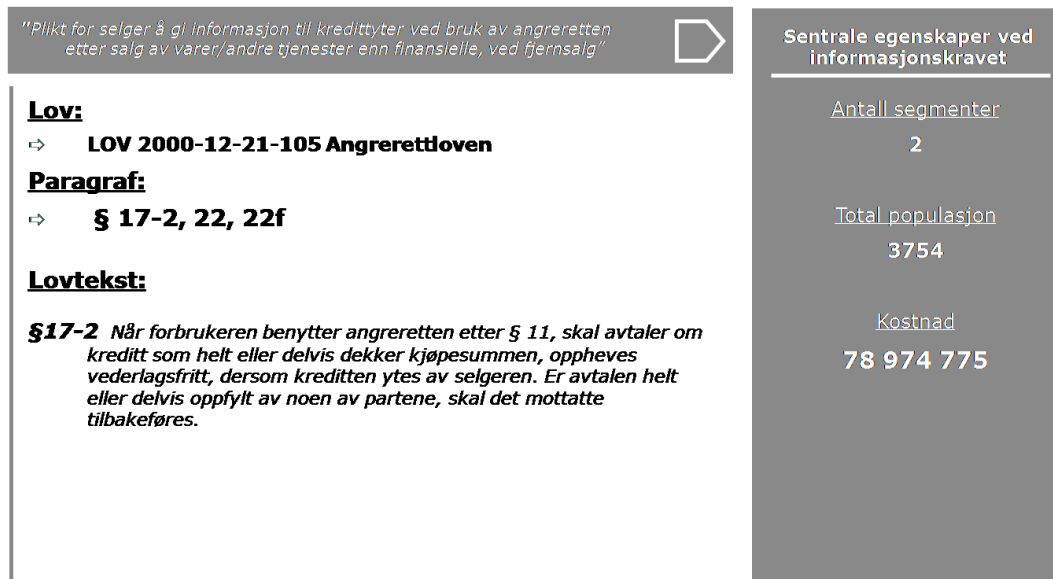 "Plikt for selger å gi informasjon til kredittyter ved bruk av angreretten
etter salg av varer/andre tjenester enn finansielle, ved fjernsalg"
Lov:
⇨ LOV 2000-12-21-105 Angrerettloven
Paragraf:
⇨ § 17-2, 22, 22f
Lovtekst:
§17-2 Når forbrukeren benytter angreretten etter § 11, skal avtaler om
kreditt som helt eller delvis dekker kjøpesummen, oppheves
vederlagsfritt, dersom kreditten ytes av selgeren. Er avtalen helt
eller delvis oppfylt av noen av partene, skal det mottatte
tilbakeføres.
Sentrale egenskaper ved
informasjonskravet
Antall segmenter
2
Total populasjon
3754
Kostnad
78 974 775